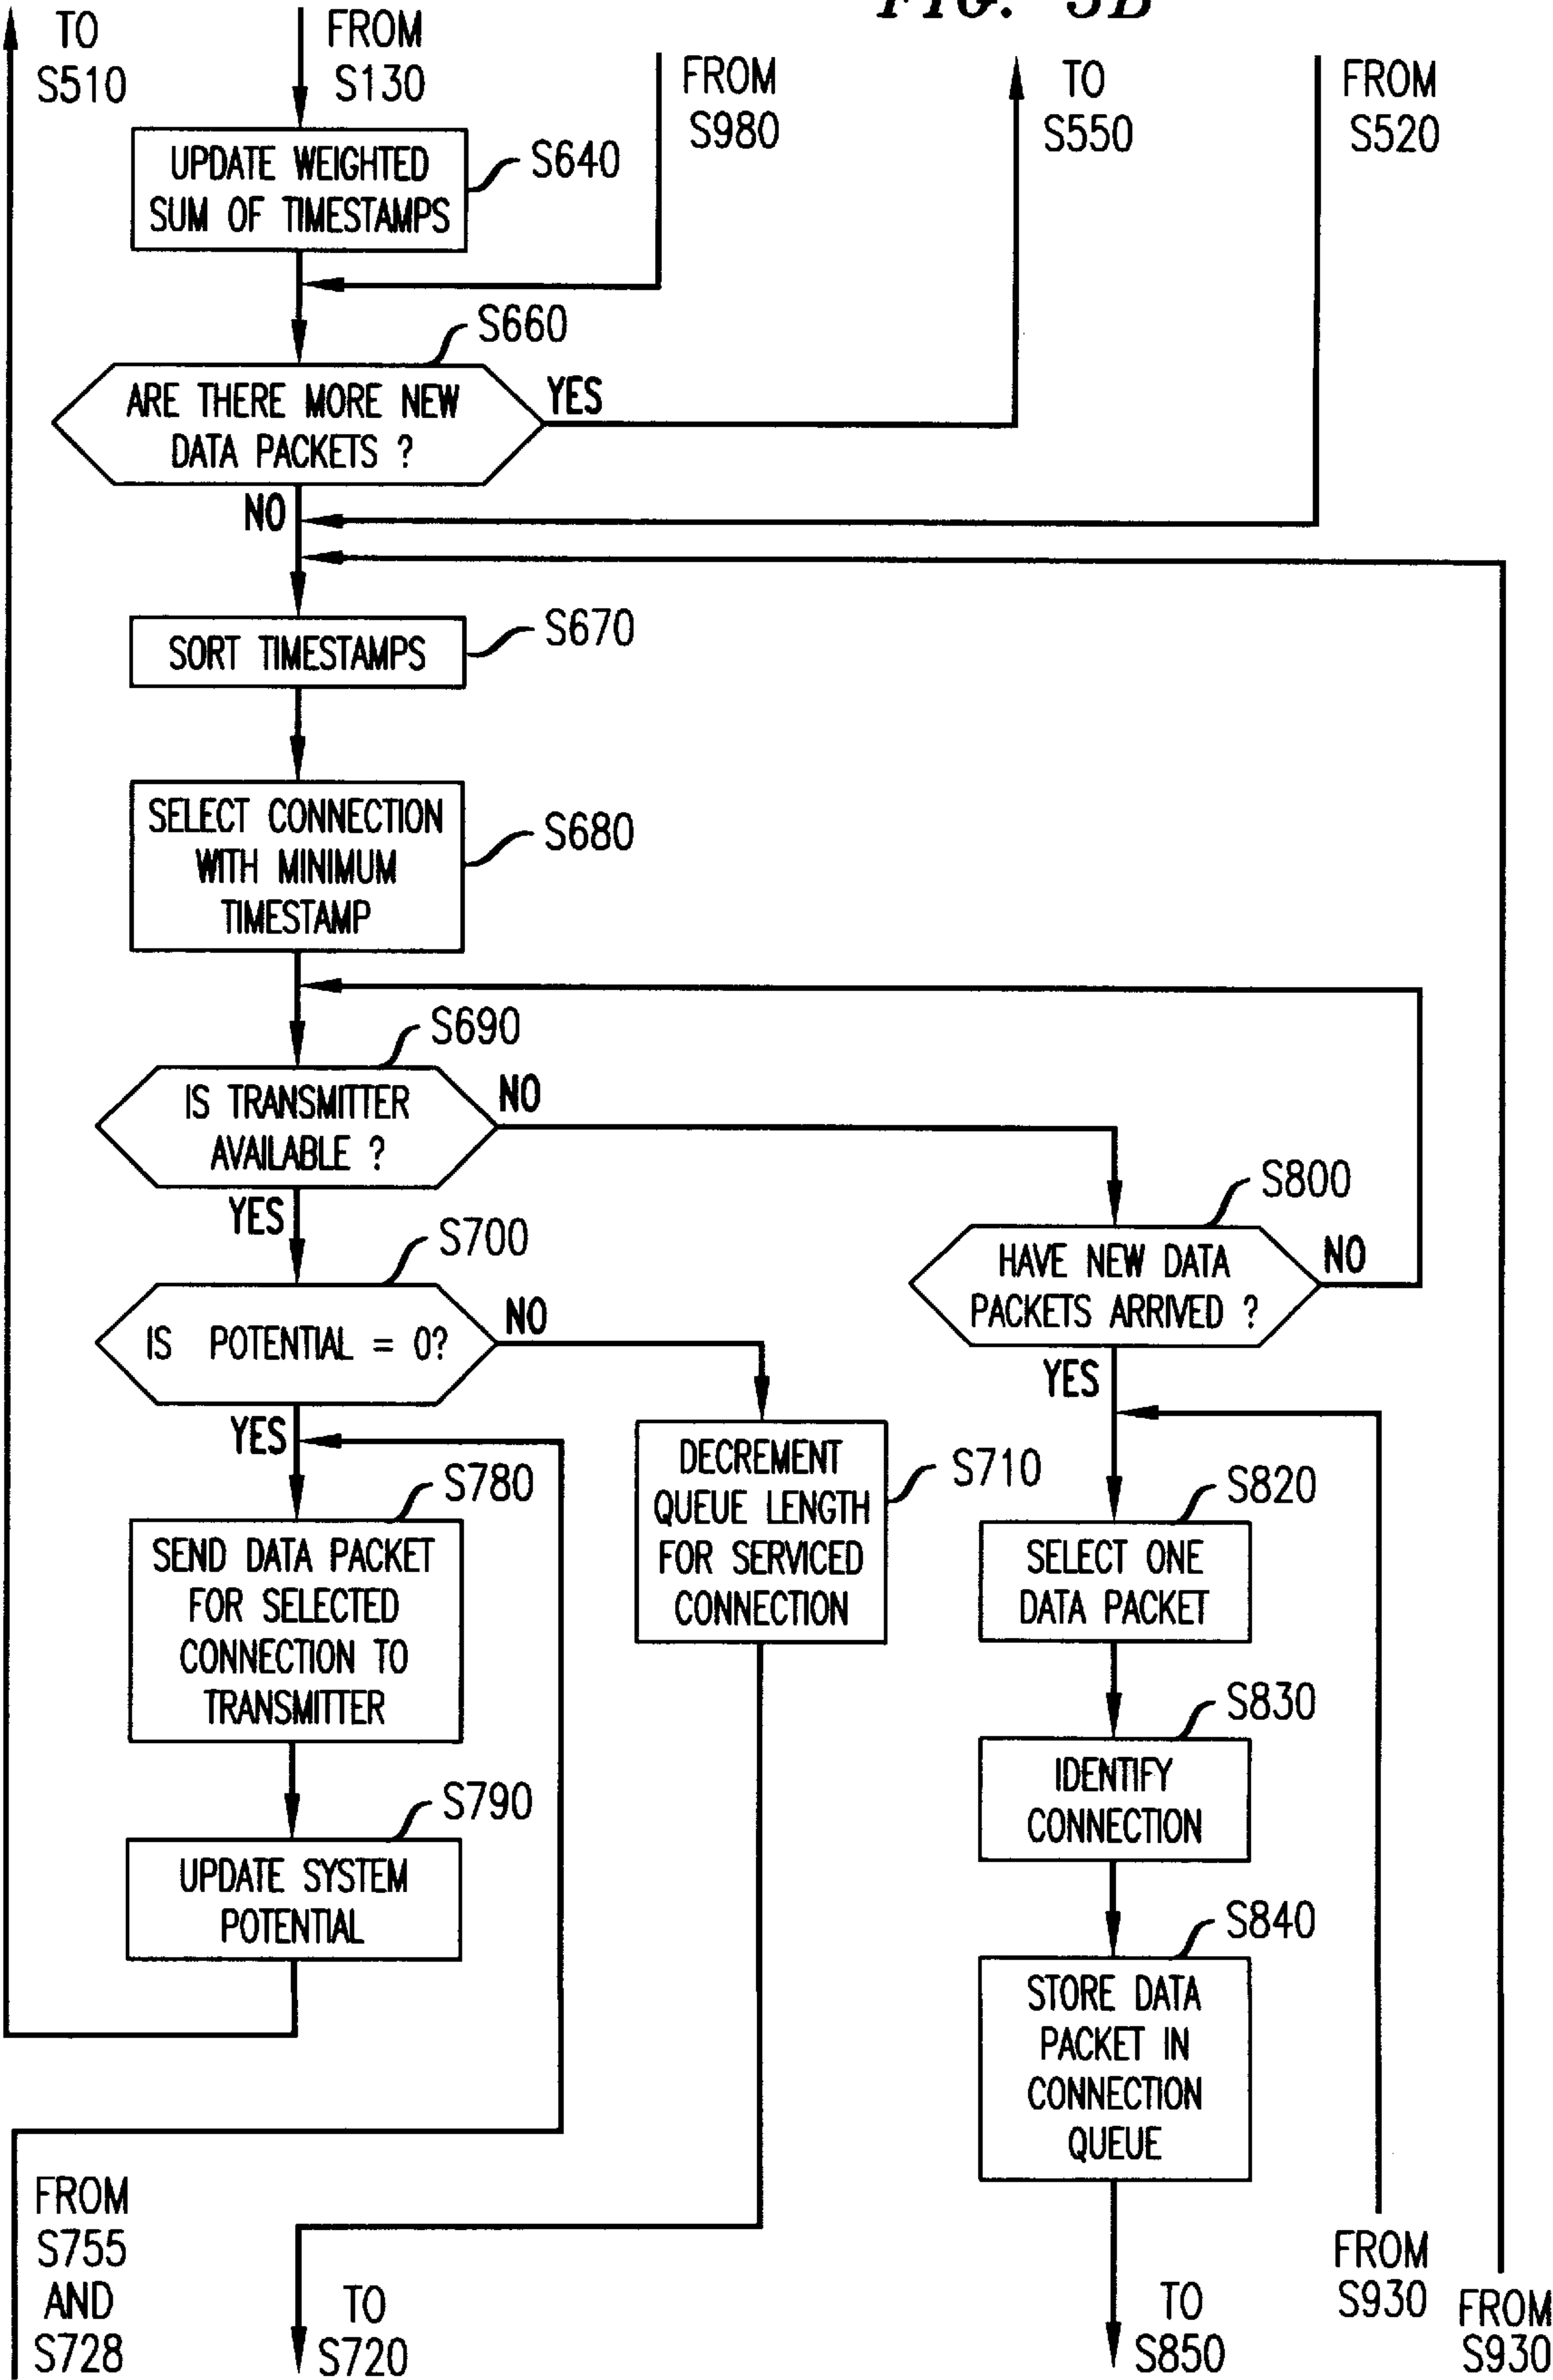 FIG. 5B
TO
S510
FROM
S130
FROM
S980
TO
S550
FROM
S520
UPDATE WEIGHTED
SUM OF TIMESTAMPS
S640
S660
ARE THERE MORE NEW
DATA PACKETS ?
YES
NO
SORT TIMESTAMPS
S670
SELECT CONNECTION
WITH MINIMUM
TIMESTAMP
S680
S690
IS TRANSMITTER
AVAILABLE ?
NO
YES
S700
IS POTENTIAL = 0?
NO
YES
S800
HAVE NEW DATA
PACKETS ARRIVED ?
NO
YES
S780
SEND DATA PACKET
FOR SELECTED
CONNECTION TO
TRANSMITTER
DECREMENT
QUEUE LENGTH
FOR SERVICED
CONNECTION
S710
S820
SELECT ONE
DATA PACKET
S830
IDENTIFY
CONNECTION
S790
UPDATE SYSTEM
POTENTIAL
S840
STORE DATA
PACKET IN
CONNECTION
QUEUE
FROM
S755
AND
S728
TO
S720
TO
S850
FROM
S930
FROM
S930